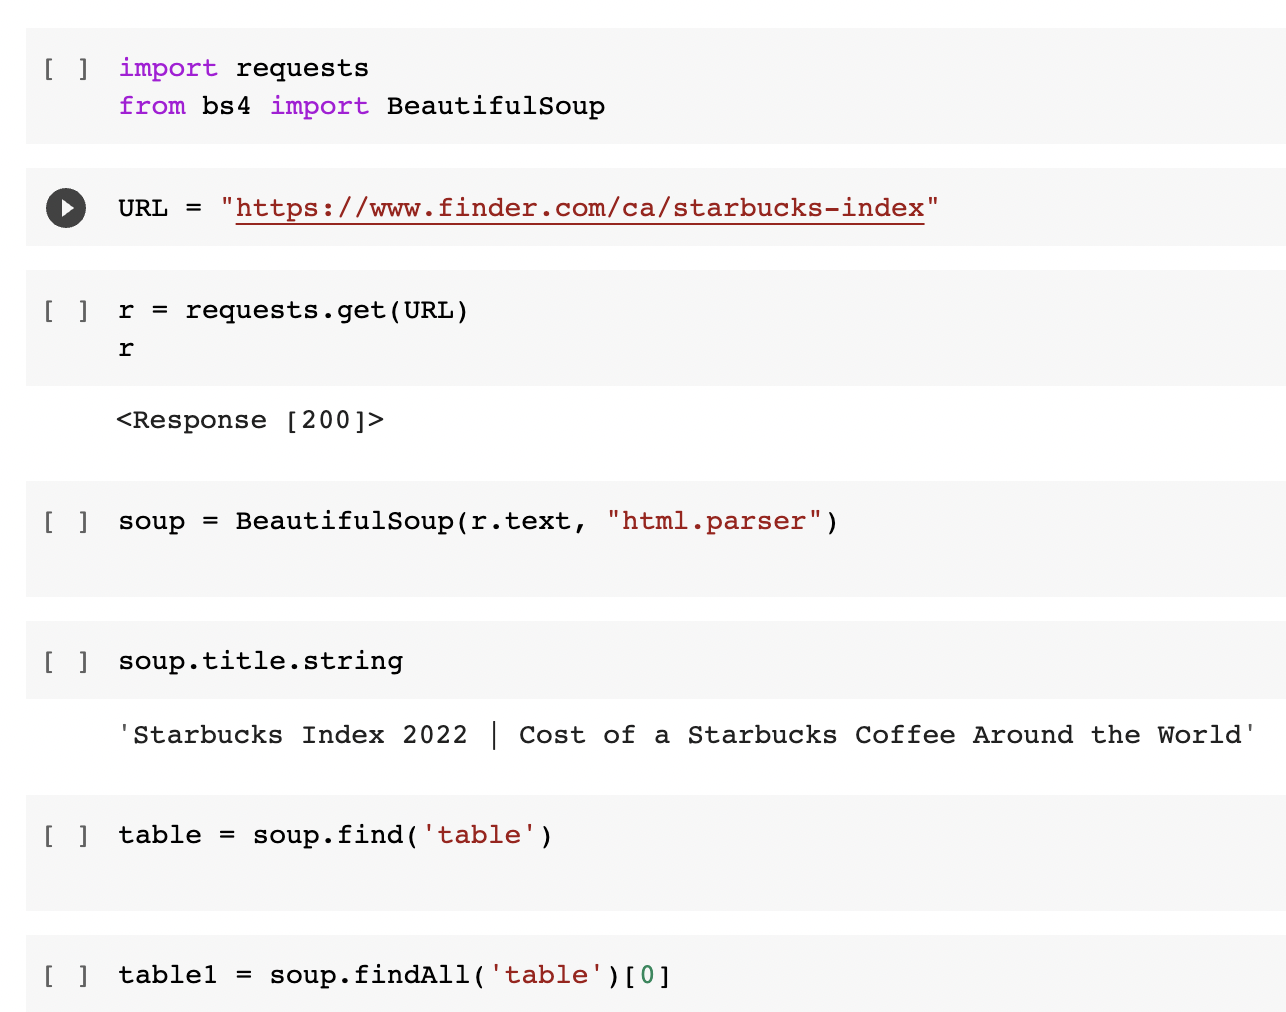 [ ] import requests
from bs4 import BeautifulSoup
URL = "https://www.finder.com/ca/starbucks-index"
[ ] r = requests.get(URL)
r
<Response [200]>
[ ] soup = BeautifulSoup(r.text, "html.parser")
[ ] soup.title.string
'Starbucks Index 2022 | Cost of a Starbucks Coffee Around the World'
[ ] table = soup.find('table')
[ ] table1 = soup.findAll('table')[0]